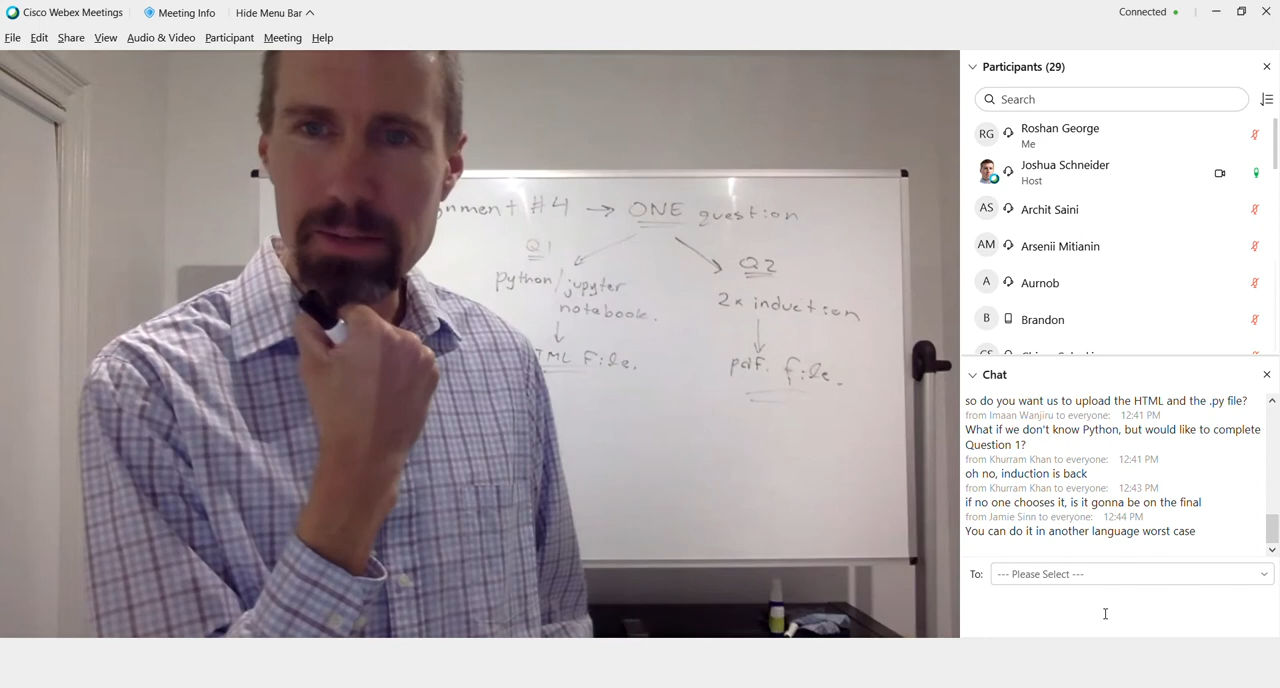 Cisco Webex Meetings
Meeting Info
Hide Menu Bar
Connected
File Edit Share View Audio & Video Participant Meeting Help
nment #4 → ONE question
Q1
python/jupyter
notebook.
TML File.
Q2
2x induction
pdf. file.
Participants (29)
Search
RG Roshan George
Me
Joshua Schneider
Host
AS Archit Saini
AM Arsenii Mitianin
A Aurnob
B Brandon
Chat
so do you want us to upload the HTML and the .py file?
from Imaan Wanjiru to everyone: 12:41 PM
What if we don't know Python, but would like to complete
Question 1?
from Khurram Khan to everyone: 12:41 PM
oh no, induction is back
from Khurram Khan to everyone: 12:43 PM
if no one chooses it, is it gonna be on the final
from Jamie Sinn to everyone: 12:44 PM
You can do it in another language worst case
To: --- Please Select ---